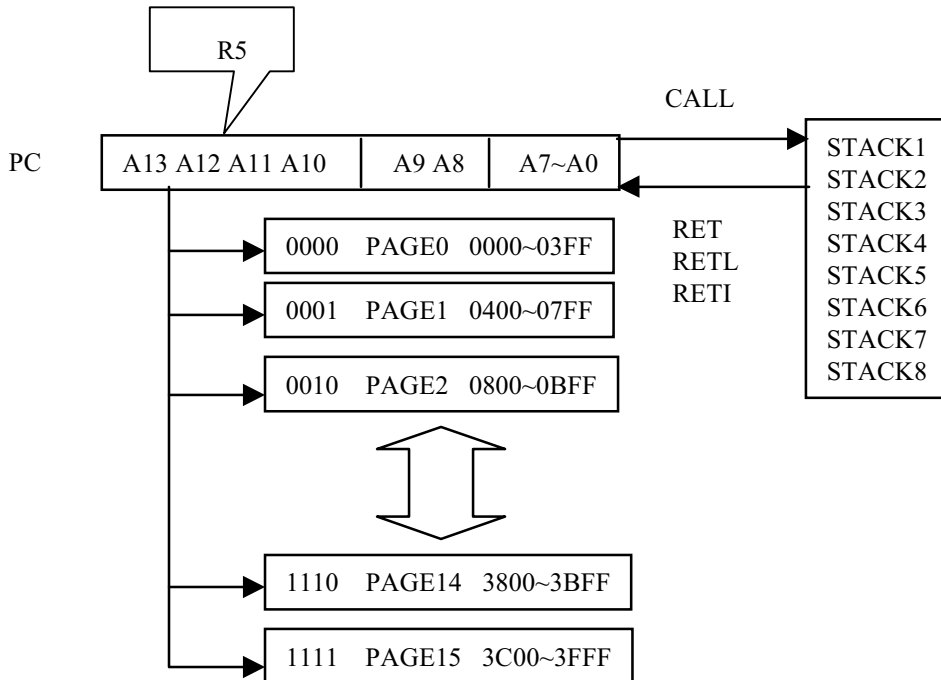 R5
CALL
PC
A13 A12 A11 A10 A9 A8 A7~A0
STACK1
STACK2
STACK3
STACK4
STACK5
STACK6
STACK7
STACK8
RET
RETL
RETI
0000 PAGE0 0000~03FF
0001 PAGE1 0400~07FF
0010 PAGE2 0800~0BFF
1110 PAGE14 3800~3BFF
1111 PAGE15 3C00~3FFF